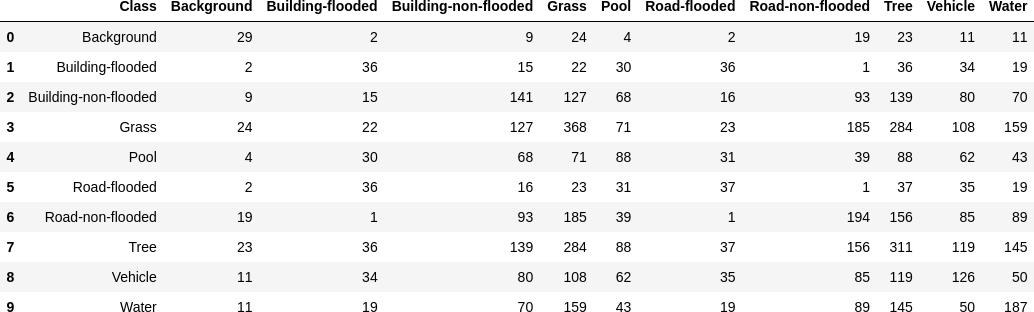 Class Background Building-flooded Building-non-flooded Grass Pool Road-flooded Road-non-flooded Tree Vehicle Water
0 Background 29 2 9 24 4 2 19 23 11 11
1 Building-flooded 2 36 15 22 30 36 1 36 34 19
2 Building-non-flooded 9 15 141 127 68 16 93 139 80 70
3 Grass 24 22 127 368 71 23 185 284 108 159
4 Pool 4 30 68 71 88 31 39 88 62 43
5 Road-flooded 2 36 16 23 31 37 1 37 35 19
6 Road-non-flooded 19 1 93 185 39 1 194 156 85 89
7 Tree 23 36 139 284 88 37 156 311 119 145
8 Vehicle 11 34 80 108 62 35 85 119 126 50
9 Water 11 19 70 159 43 19 89 145 50 187